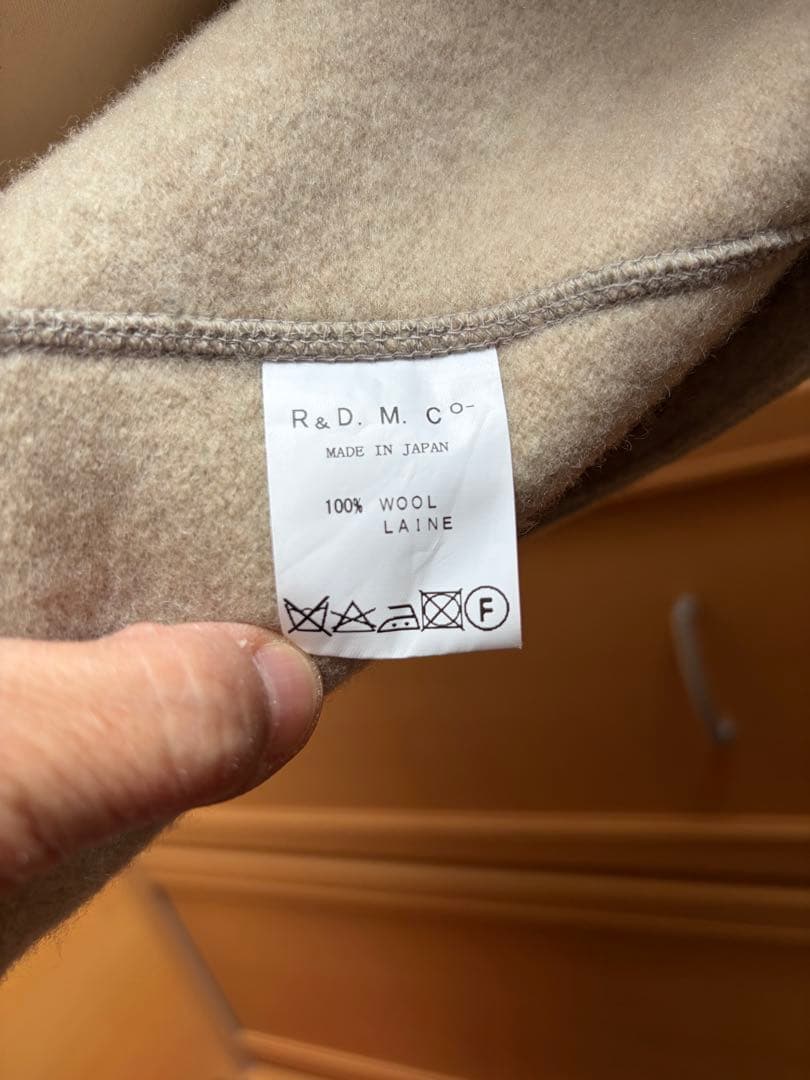 R & D. M. Co-
MADE IN JAPAN
100% WOOL
LAINE
F